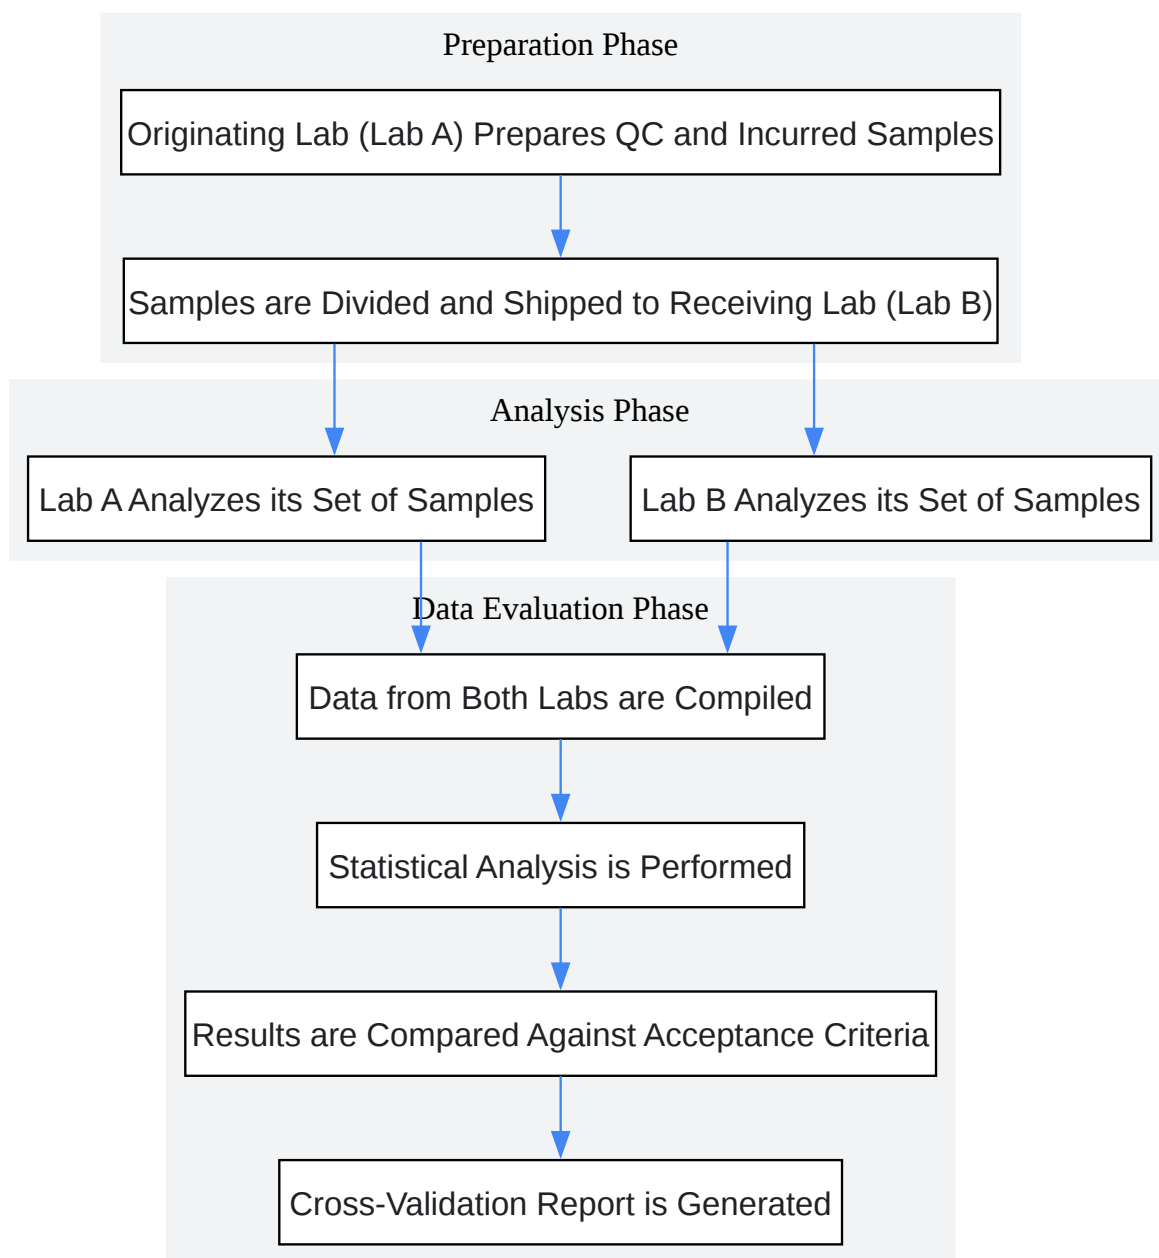 Preparation Phase
Originating Lab (Lab A) Prepares QC and Incurred Samples
Samples are Divided and Shipped to Receiving Lab (Lab B)
Analysis Phase
Lab A Analyzes its Set of Samples
Lab B Analyzes its Set of Samples
Data Evaluation Phase
Data from Both Labs are Compiled
Statistical Analysis is Performed
Results are Compared Against Acceptance Criteria
Cross-Validation Report is Generated